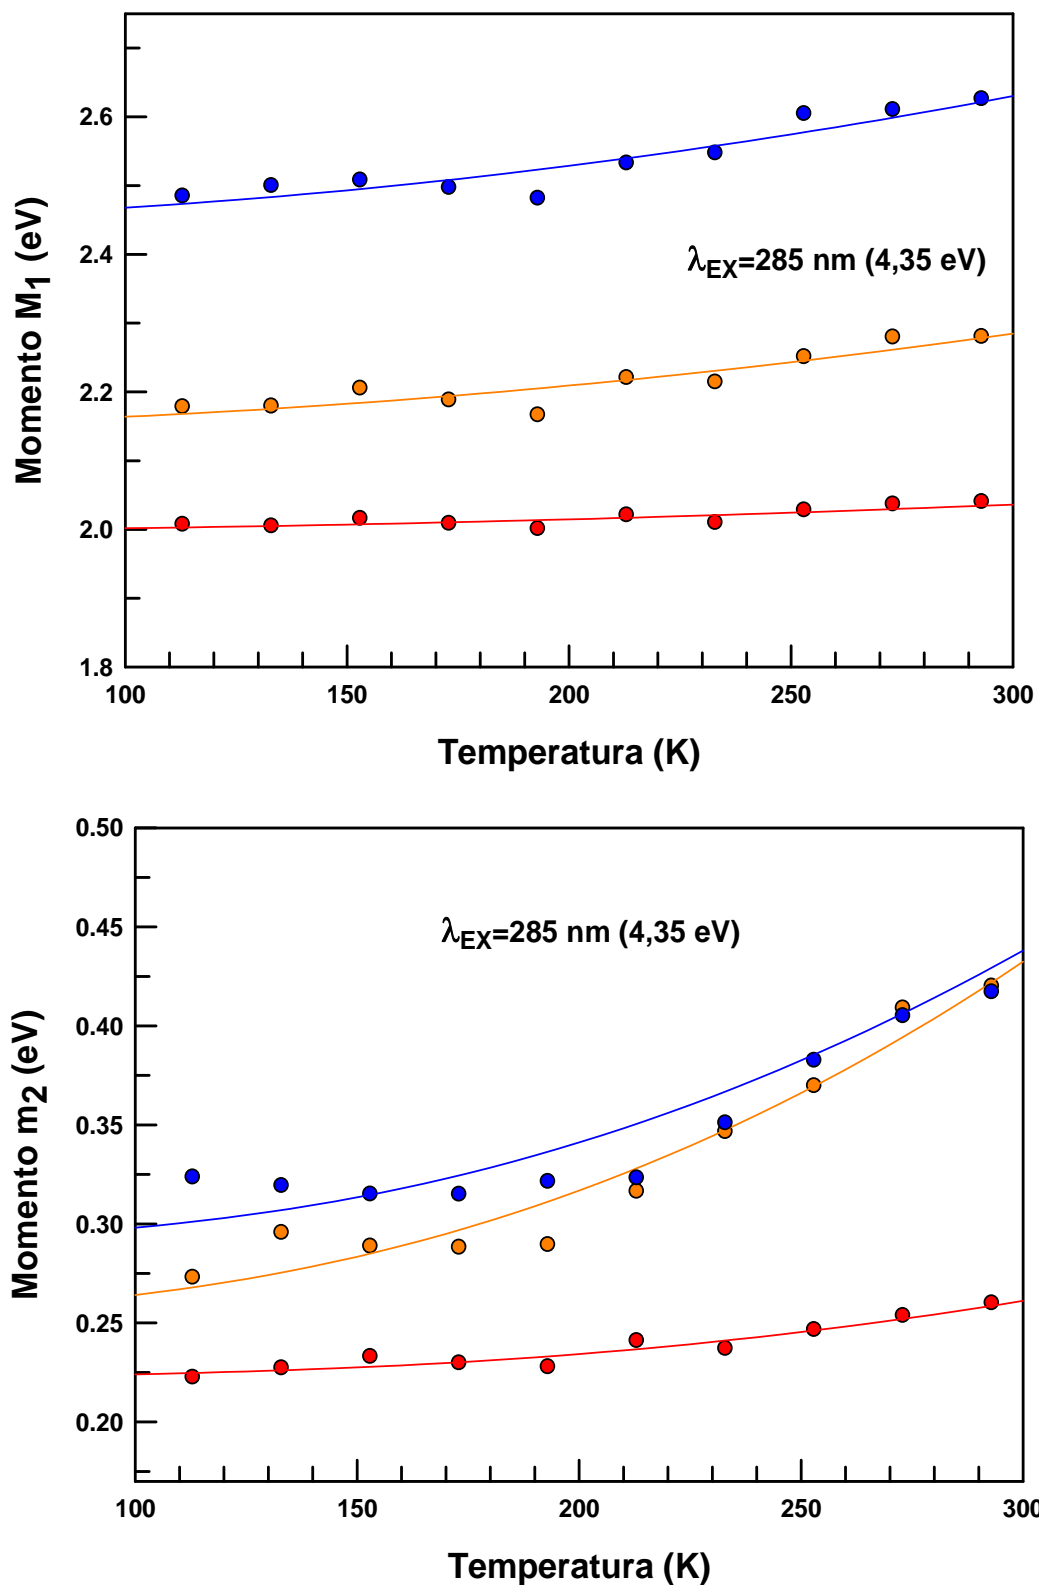 2.6
2.4
2.2
2.0
1.8
Momento M1 (eV)
λEX=285 nm (4,35 eV)
100 150 200 250 300
Temperatura (K)
0.50
0.45
0.40
0.35
0.30
0.25
0.20
Momento m2 (eV)
λEX=285 nm (4,35 eV)
100 150 200 250 300
Temperatura (K)